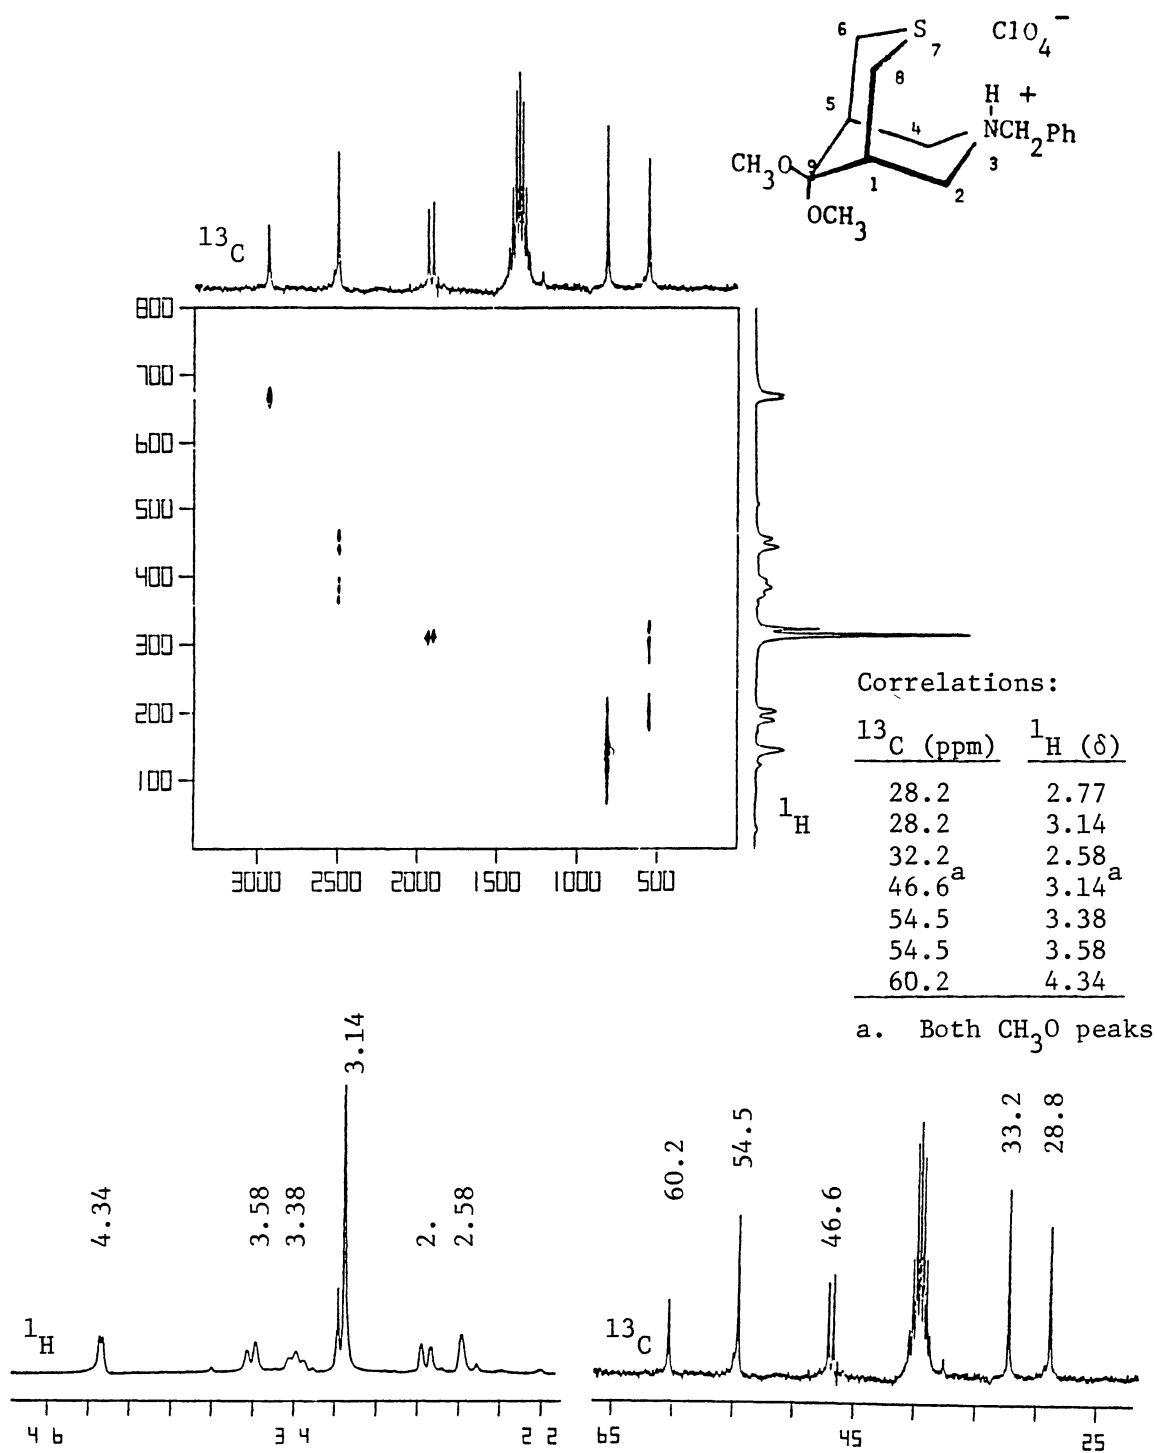 6 S 7 ClO4−
8
H +
5 4 NCH2Ph
3
CH3O 9 1 2
OCH3
13C
800
700
600
500
400
300
200
100
1H
3000 2500 2000 1500 1000 500
Correlations:
13C (ppm) 1H (δ)
28.2 2.77
28.2 3.14
32.2 2.58
46.6a 3.14a
54.5 3.38
54.5 3.58
60.2 4.34
a. Both CH3O peaks
4.34 3.58 3.38 3.14 2. 2.58
1H
4 6 3 4 2 2
60.2 54.5 46.6 33.2 28.8
13C
65 45 25